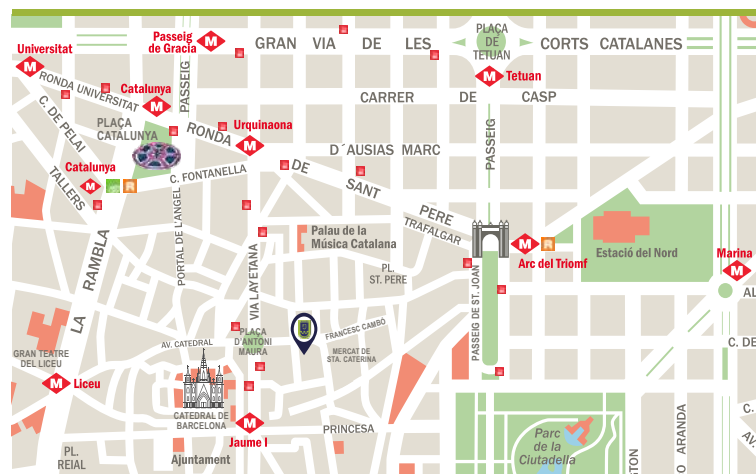 Universitat
M
Passeig
de Gracia
M
GRAN VIA DE LES
PLAÇA
DE
TETUAN
CORTS CATALANES
RONDA UNIVERSITAT
Catalunya
M
PASSEIG
M
Tetuan
CARRER DE CASP
C. DE PELAI
PLAÇA
CATALUNYA
RONDA
Urquinaona
M
D´AUSIAS MARC
PASSEIG
Catalunya
M
R
C. FONTANELLA
DE
SANT
PERE
TALLERS
PORTAL DE L'ANGEL
TRAFALGAR
LA RAMBLA
VIA LAYETANA
Palau de la
Música Catalana
M
R
Arc del Triomf
Estació del Nord
Marina
M
PL.
ST. PERE
PASSEIG DE ST. JOAN
AL
GRAN TEATRE
DEL LICEU
AV. CATEDRAL
PLAÇA
D'ANTONI
MAURA
FRANCESC CAMBÓ
MERCAT DE
STA. CATERINA
C. DE
M
Liceu
CATEDRAL DE
BARCELONA
M
Jaume I
PRINCESA
PL.
REIAL
Ajuntament
Parc
de la
Ciutadella
GTON
O ARANDA
C.
AV.